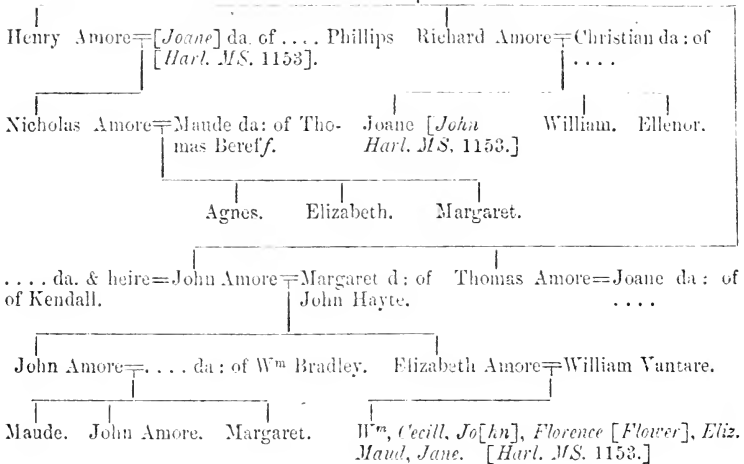 Henry Amore=[Joane] da. of .... Phillips Richard Amore=Christian da: of
[Harl. MS. 1153]. ....
Nicholas Amore=Maude da: of Tho- Joane [John William. Ellenor.
mas Bereff. Harl. MS. 1153.]
Agnes. Elizabeth. Margaret.
.... da. & heire=John Amore=Margaret d: of Thomas Amore=Joane da: of
of Kendall. John Hayte. ....
John Amore=.... da: of Wm Bradley. Elizabeth Amore=William Vantare.
Maude. John Amore. Margaret. Wm, Cecill, Jo[hn], Florence [Flower], Eliz.
Maud, Jane. [Harl. MS. 1153.]